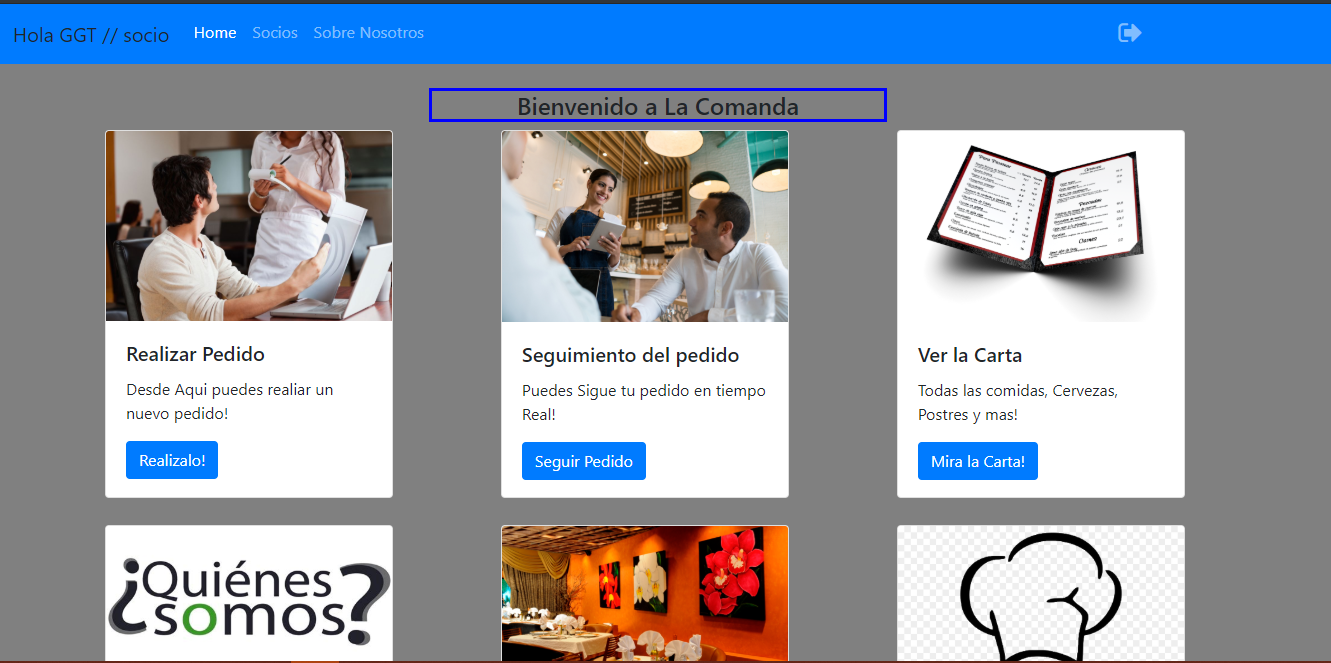 Hola GGT // socio Home Socios Sobre Nosotros
Bienvenido a La Comanda
Realizar Pedido
Desde Aqui puedes realiar un
nuevo pedido!
Realizalo!
Seguimiento del pedido
Puedes Sigue tu pedido en tiempo
Real!
Seguir Pedido
Ver la Carta
Todas las comidas, Cervezas,
Postres y mas!
Mira la Carta!
¿Quiénes
somos?